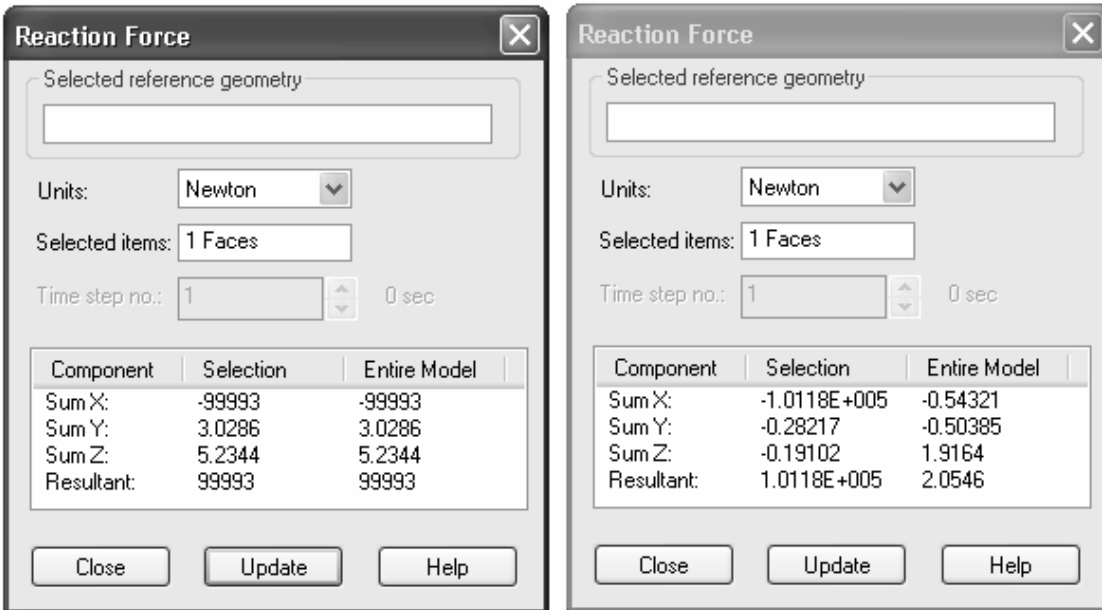 Reaction Force
Selected reference geometry
Units: Newton
Selected items: 1 Faces
Time step no.: 1 0 sec
Component Selection Entire Model
Sum X: -99993 -99993
Sum Y: 3.0286 3.0286
Sum Z: 5.2344 5.2344
Resultant: 99993 99993
Close Update Help
Reaction Force
Selected reference geometry
Units: Newton
Selected items: 1 Faces
Time step no.: 1 0 sec
Component Selection Entire Model
Sum X: -1.0118E+005 -0.54321
Sum Y: -0.28217 -0.50385
Sum Z: -0.19102 1.9164
Resultant: 1.0118E+005 2.0546
Close Update Help